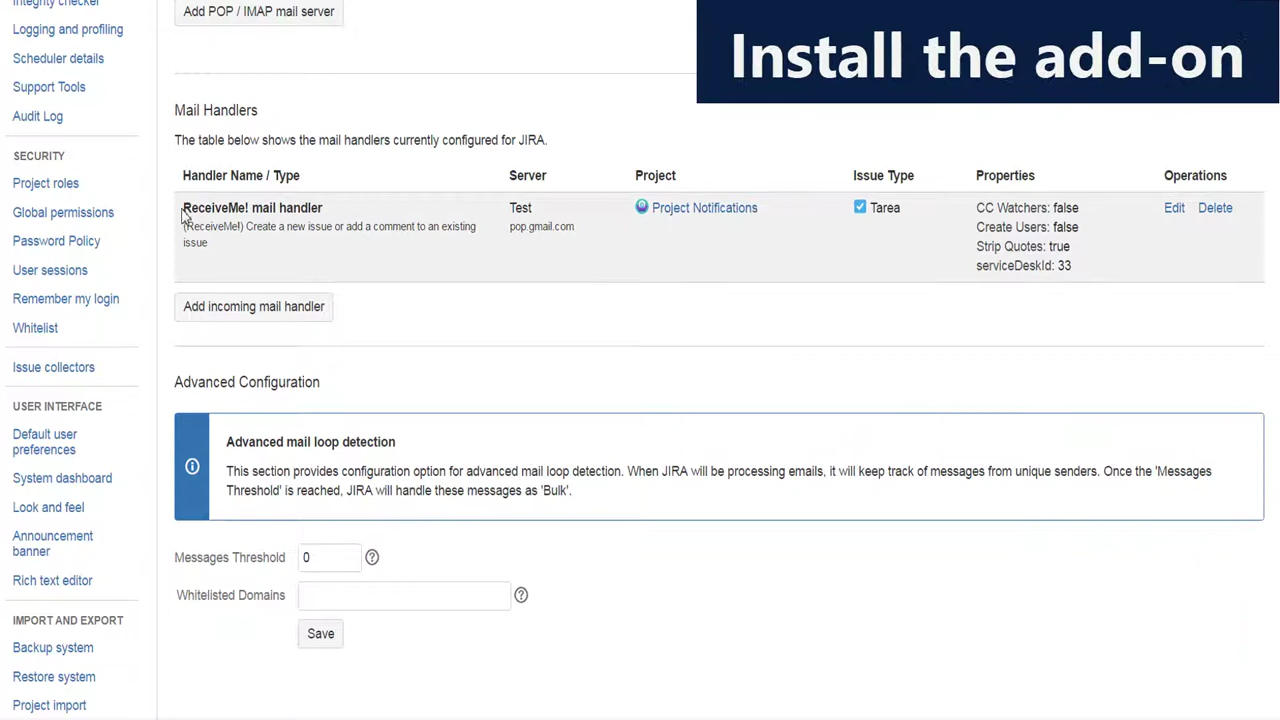 Integrity checker
Logging and profiling
Scheduler details
Support Tools
Audit Log
SECURITY
Project roles
Global permissions
Password Policy
User sessions
Remember my login
Whitelist
Issue collectors
USER INTERFACE
Default user
preferences
System dashboard
Look and feel
Announcement
banner
Rich text editor
IMPORT AND EXPORT
Backup system
Restore system
Project import
Add POP / IMAP mail server
Install the add-on
Mail Handlers
The table below shows the mail handlers currently configured for JIRA.
Handler Name / Type Server Project Issue Type Properties Operations
ReceiveMe! mail handler Test Project Notifications Tarea CC Watchers: false Edit Delete
(ReceiveMe!) Create a new issue or add a comment to an existing pop.gmail.com Create Users: false
issue Strip Quotes: true
serviceDeskId: 33
Add incoming mail handler
Advanced Configuration
Advanced mail loop detection
This section provides configuration option for advanced mail loop detection. When JIRA will be processing emails, it will keep track of messages from unique senders. Once the 'Messages
Threshold' is reached, JIRA will handle these messages as 'Bulk'.
Messages Threshold 0
Whitelisted Domains
Save